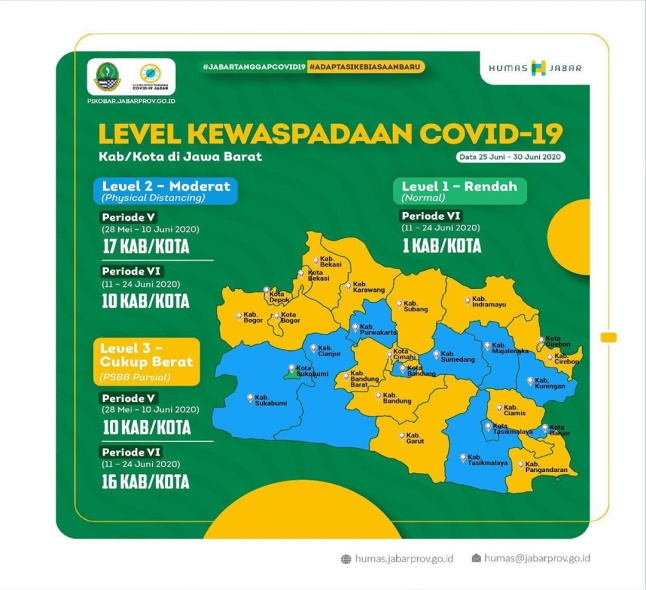 #JABARTANGGAPCOVID19 #ADAPTASIKEBIASAANBARU
HUMAS JABAR
COVID-19 JABAR
PIKOBAR.JABARPROV.GO.ID
LEVEL KEWASPADAAN COVID-19
Kab/Kota di Jawa Barat
Data 25 Juni - 30 Juni 2020
Level 2 - Moderat
(Physical Distancing)
Periode V
(28 Mei - 10 Juni 2020)
17 KAB/KOTA
Periode VI
(11 - 24 Juni 2020)
10 KAB/KOTA
Level 1 - Rendah
(Normal)
Periode VI
(11 - 24 Juni 2020)
1 KAB/KOTA
Level 3 -
Cukup Berat
(PSBB Parsial)
Periode V
(28 Mei - 10 Juni 2020)
10 KAB/KOTA
Periode VI
(11 - 24 Juni 2020)
16 KAB/KOTA
Kab.
Bekasi
Kota
Bekasi
Kab.
Karawang
Kota
Depok
Kab.
Bogor
Kota
Bogor
Kab.
Subang
Kab.
Indramayu
Kab.
Purwakarta
Kab.
Cianjur
Kota
Sukabumi
Kab.
Sukabumi
Kota
Cimahi
Kota
Bandung
Kab.
Bandung
Barat
Kab.
Bandung
Kab.
Sumedang
Kab.
Majalengka
Kota
Cirebon
Kab.
Cirebon
Kab.
Kuningan
Kab.
Ciamis
Kota
Tasikmalaya
Kota
Banjar
Kab.
Garut
Kab.
Tasikmalaya
Kab.
Pangandaran
humas.jabarprov.go.id
humas@jabarprov.go.id